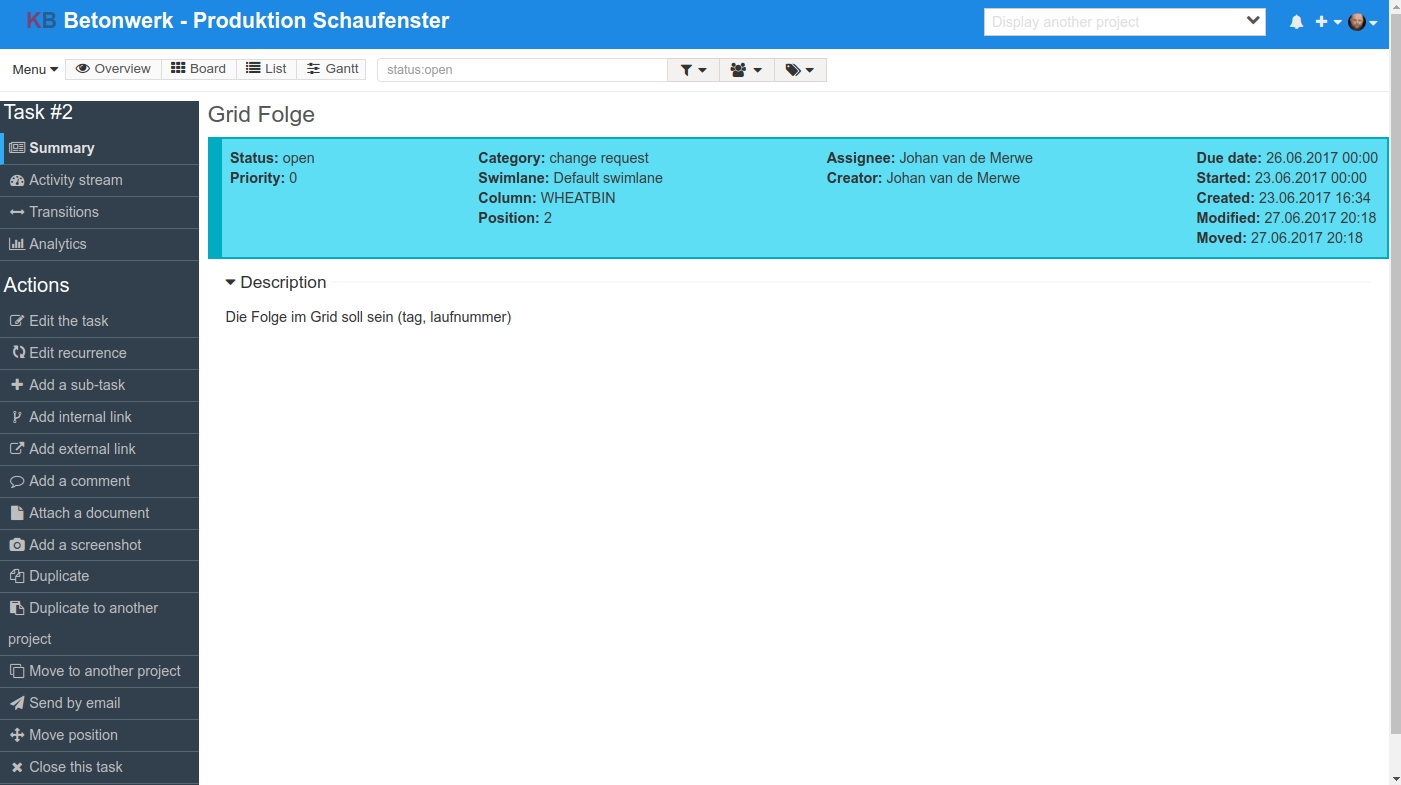 KB Betonwerk - Produktion Schaufenster
Display another project
Menu Overview Board List Gantt status:open
Task #2
Summary
Activity stream
Transitions
Analytics
Actions
Edit the task
Edit recurrence
Add a sub-task
Add internal link
Add external link
Add a comment
Attach a document
Add a screenshot
Duplicate
Duplicate to another
project
Move to another project
Send by email
Move position
Close this task
Grid Folge
Status: open
Priority: 0
Category: change request
Swimlane: Default swimlane
Column: WHEATBIN
Position: 2
Assignee: Johan van de Merwe
Creator: Johan van de Merwe
Due date: 26.06.2017 00:00
Started: 23.06.2017 00:00
Created: 23.06.2017 16:34
Modified: 27.06.2017 20:18
Moved: 27.06.2017 20:18
Description
Die Folge im Grid soll sein (tag, laufnummer)